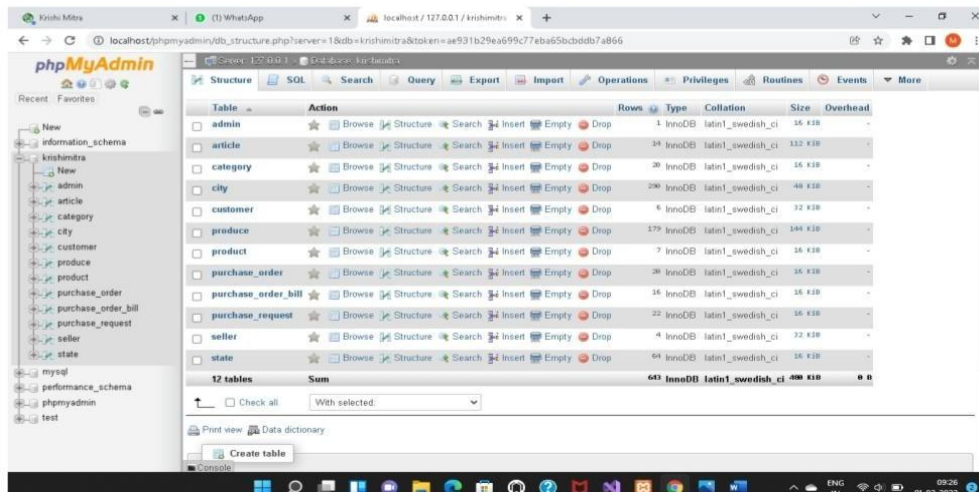 Krishi Mitra
(1) WhatsApp
localhost / 127.0.0.1 / krishimitra
localhost/phpmyadmin/db_structure.php?server=1&db=krishimitra&token=ae931b29ea699c77eba65bcbddb7a866
phpMyAdmin
Recent Favorites
New
information_schema
krishimitra
New
admin
article
category
city
customer
produce
product
purchase_order
purchase_order_bill
purchase_request
seller
state
mysql
performance_schema
phpmyadmin
test
Server: 127.0.0.1 » Database: krishimitra
Structure SQL Search Query Export Import Operations Privileges Routines Events More
Table Action Rows Type Collation Size Overhead
admin Browse Structure Search Insert Empty Drop 1 InnoDB latin1_swedish_ci 16 KiB -
article Browse Structure Search Insert Empty Drop 14 InnoDB latin1_swedish_ci 112 KiB -
category Browse Structure Search Insert Empty Drop 20 InnoDB latin1_swedish_ci 16 KiB -
city Browse Structure Search Insert Empty Drop InnoDB latin1_swedish_ci 48 KiB -
customer Browse Structure Search Insert Empty Drop 6 InnoDB latin1_swedish_ci 32 KiB -
produce Browse Structure Search Insert Empty Drop 179 InnoDB latin1_swedish_ci 144 KiB -
product Browse Structure Search Insert Empty Drop 7 InnoDB latin1_swedish_ci 16 KiB -
purchase_order Browse Structure Search Insert Empty Drop InnoDB latin1_swedish_ci 16 KiB -
purchase_order_bill Browse Structure Search Insert Empty Drop 16 InnoDB latin1_swedish_ci 16 KiB -
purchase_request Browse Structure Search Insert Empty Drop 22 InnoDB latin1_swedish_ci 16 KiB -
seller Browse Structure Search Insert Empty Drop 4 InnoDB latin1_swedish_ci 32 KiB -
state Browse Structure Search Insert Empty Drop 64 InnoDB latin1_swedish_ci 16 KiB -
12 tables Sum 643 InnoDB latin1_swedish_ci 480 KiB 0 B
Check all With selected:
Print view Data dictionary
Create table
Console
ENG 09:26